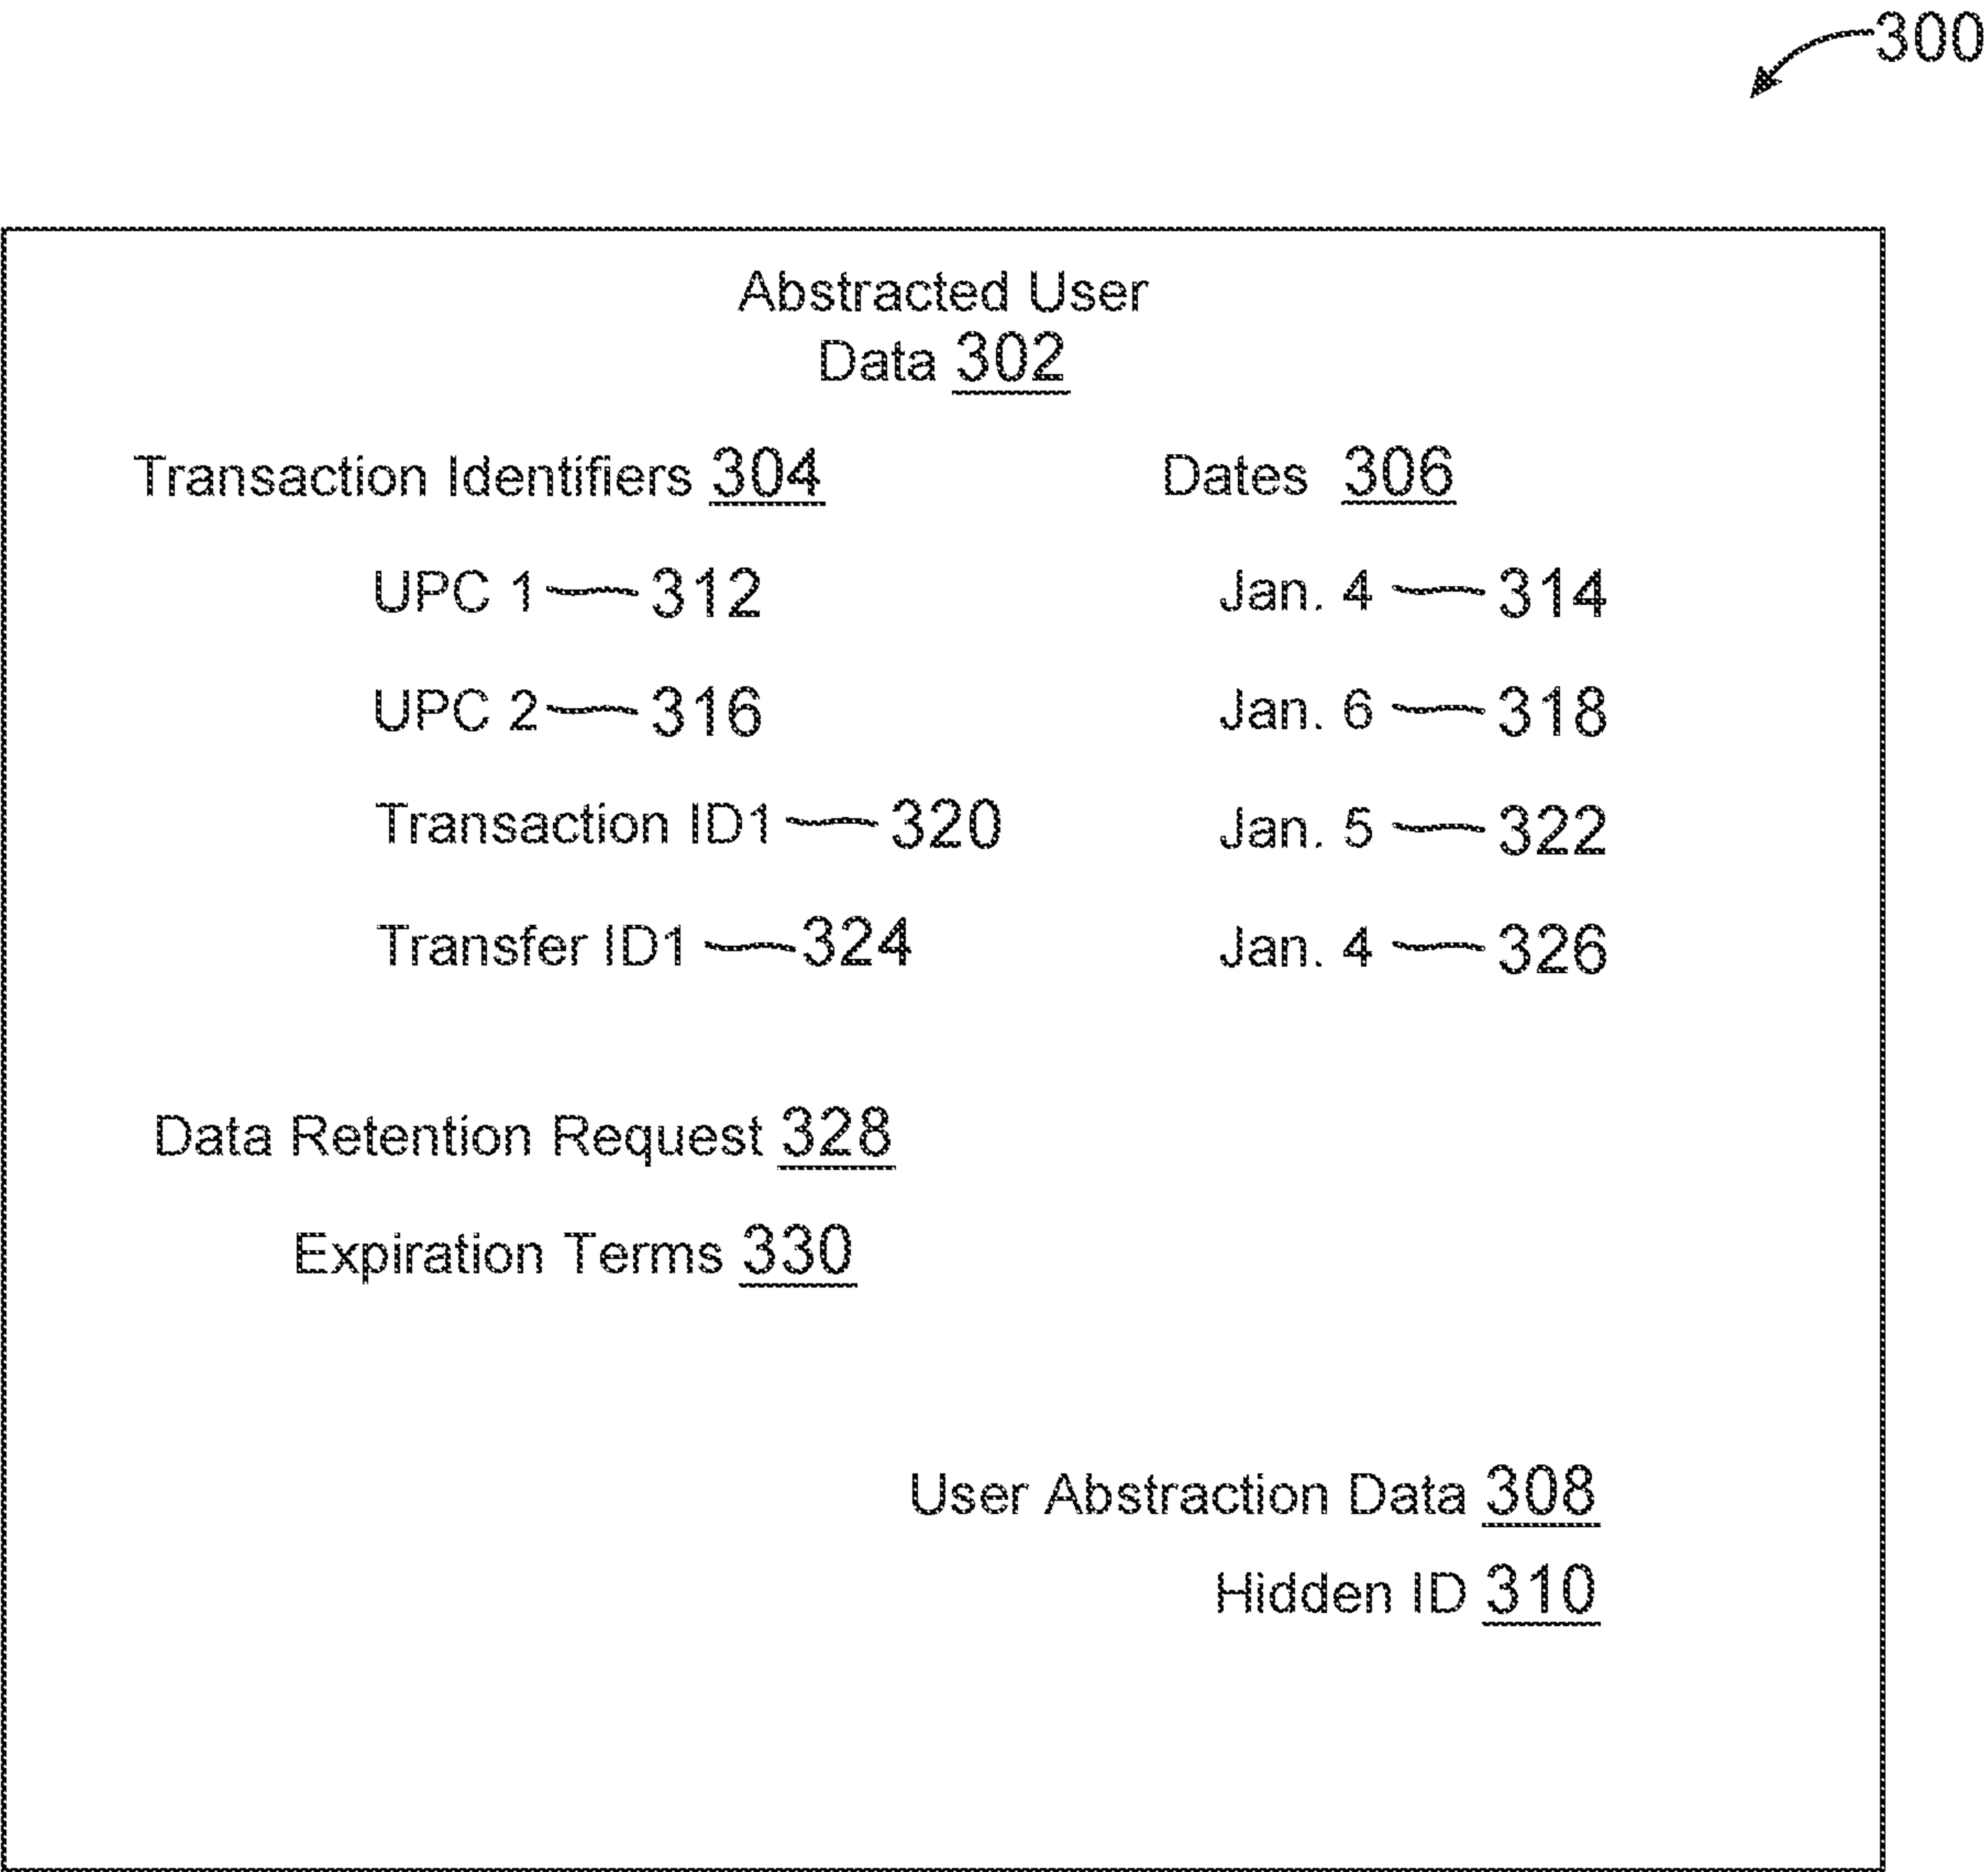 300
Abstracted User
Data 302
Transaction Identifiers 304 Dates 306
UPC 1 312 Jan. 4 314
UPC 2 316 Jan. 6 318
Transaction ID1 320 Jan. 5 322
Transfer ID1 324 Jan. 4 326
Data Retention Request 328
Expiration Terms 330
User Abstraction Data 308
Hidden ID 310